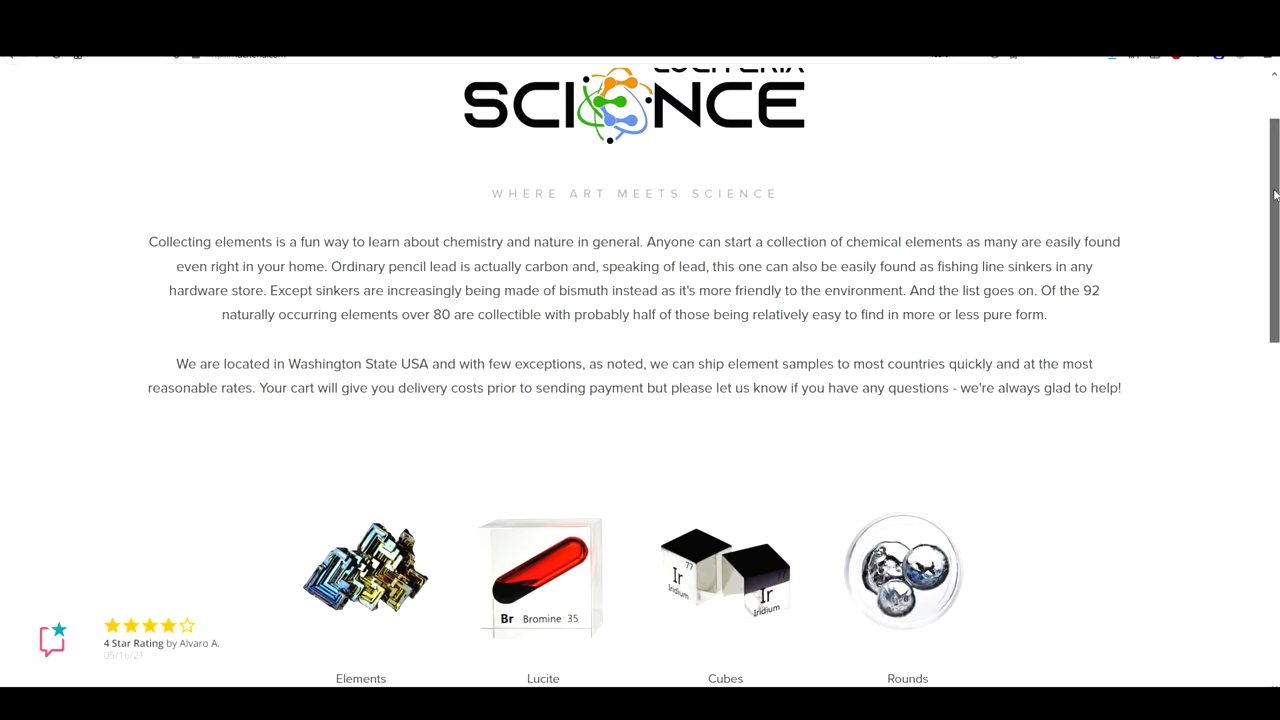 SCIENCE
WHERE ART MEETS SCIENCE
Collecting elements is a fun way to learn about chemistry and nature in general. Anyone can start a collection of chemical elements as many are easily found
even right in your home. Ordinary pencil lead is actually carbon and, speaking of lead, this one can also be easily found as fishing line sinkers in any
hardware store. Except sinkers are increasingly being made of bismuth instead as it's more friendly to the environment. And the list goes on. Of the 92
naturally occurring elements over 80 are collectible with probably half of those being relatively easy to find in more or less pure form.
We are located in Washington State USA and with few exceptions, as noted, we can ship element samples to most countries quickly and at the most
reasonable rates. Your cart will give you delivery costs prior to sending payment but please let us know if you have any questions - we're always glad to help!
Br Bromine 35
77
Ir
Iridium
Ir
Iridium
4 Star Rating by Alvaro A.
05/16/21
Elements
Lucite
Cubes
Rounds